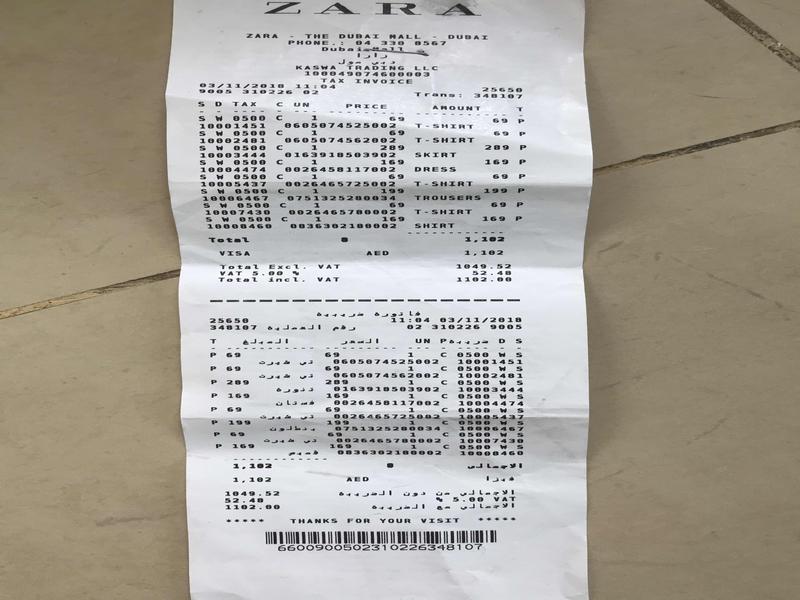 ZARA
ZARA - THE DUBAI MALL - DUBAI
PHONE.: 04 330 8567
Dubai Mall
زارا
دبي مول
KASWA TRADING LLC
100049074600003
TAX INVOICE
03/11/2018 11:04 25650
9005 310226 02 Trans: 348107
S D TAX C UN PRICE AMOUNT T
S W 0500 C 1 69 69 P
10001451 0605074525002 T-SHIRT
S W 0500 C 1 69 69 P
10002481 0605074562002 T-SHIRT
S W 0500 C 1 289 289 P
10003444 0163918503902 SKIRT
S W 0500 C 1 169 169 P
10004474 0026458117002 DRESS
S W 0500 C 1 69 69 P
10005437 0026465725002 T-SHIRT
S W 0500 C 1 199 199 P
10006467 0751325280034 TROUSERS
S W 0500 C 1 69 69 P
10007430 0026465780002 T-SHIRT
S W 0500 C 1 169 169 P
10008460 0836302180002 SHIRT
Total 8 1,102
VISA AED 1,102
Total Excl. VAT 1049.52
VAT 5.00 % 52.48
Total incl. VAT 1102.00
فاتورة ضريبية
25650 11:04 03/11/2018
348107 رقم العملية 02 310226 9005
T المبلغ السعر UN P ضريبة D S
P 69 69 1 C 0500 W S
تي شيرت 0605074525002 10001451
P 69 69 1 C 0500 W S
تي شيرت 0605074562002 10002481
P 289 289 1 C 0500 W S
تنورة 0163918503902 10003444
P 169 169 1 C 0500 W S
فستان 0026458117002 10004474
P 69 69 1 C 0500 W S
تي شيرت 0026465725002 10005437
P 199 199 1 C 0500 W S
بنطلون 0751325280034 10006467
P 69 69 1 C 0500 W S
تي شيرت 0026465780002 10007430
P 169 169 1 C 0500 W S
قميص 0836302180002 10008460
1,102 8 الاجمالي
1,102 AED فيزا
1049.52 الاجمالي من دون الضريبة
52.48 % 5.00 VAT
1102.00 الاجمالي مع الضريبة
***** THANKS FOR YOUR VISIT *****
6600900502310226348107